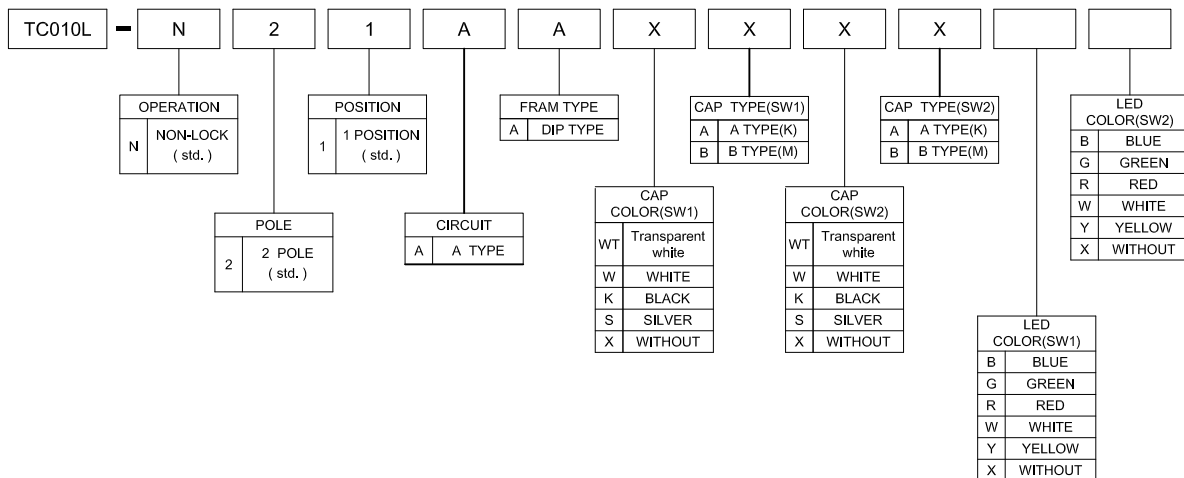 TC010L - N 2 1 A A X X X X
OPERATION
N NON-LOCK
( std. )
POLE
2 2 POLE
( std. )
POSITION
1 1 POSITION
( std. )
CIRCUIT
A A TYPE
FRAM TYPE
A DIP TYPE
CAP
COLOR(SW1)
WT Transparent
white
W WHITE
K BLACK
S SILVER
X WITHOUT
CAP TYPE(SW1)
A A TYPE(K)
B B TYPE(M)
CAP
COLOR(SW2)
WT Transparent
white
W WHITE
K BLACK
S SILVER
X WITHOUT
CAP TYPE(SW2)
A A TYPE(K)
B B TYPE(M)
LED
COLOR(SW1)
B BLUE
G GREEN
R RED
W WHITE
Y YELLOW
X WITHOUT
LED
COLOR(SW2)
B BLUE
G GREEN
R RED
W WHITE
Y YELLOW
X WITHOUT